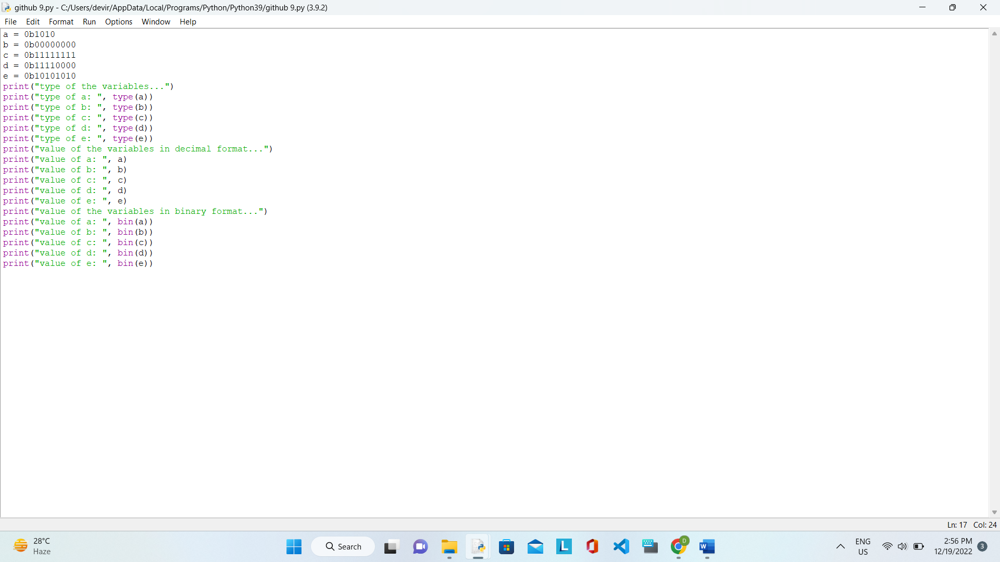 github 9.py - C:/Users/devir/AppData/Local/Programs/Python/Python39/github 9.py (3.9.2)
File Edit Format Run Options Window Help
a = 0b1010
b = 0b00000000
c = 0b11111111
d = 0b11110000
e = 0b10101010
print("type of the variables...")
print("type of a: ", type(a))
print("type of b: ", type(b))
print("type of c: ", type(c))
print("type of d: ", type(d))
print("type of e: ", type(e))
print("value of the variables in decimal format...")
print("value of a: ", a)
print("value of b: ", b)
print("value of c: ", c)
print("value of d: ", d)
print("value of e: ", e)
print("value of the variables in binary format...")
print("value of a: ", bin(a))
print("value of b: ", bin(b))
print("value of c: ", bin(c))
print("value of d: ", bin(d))
print("value of e: ", bin(e))
Ln: 17 Col: 24
28°C
Haze
Search
L
D
W
ENG
US
2:56 PM
12/19/2022
3